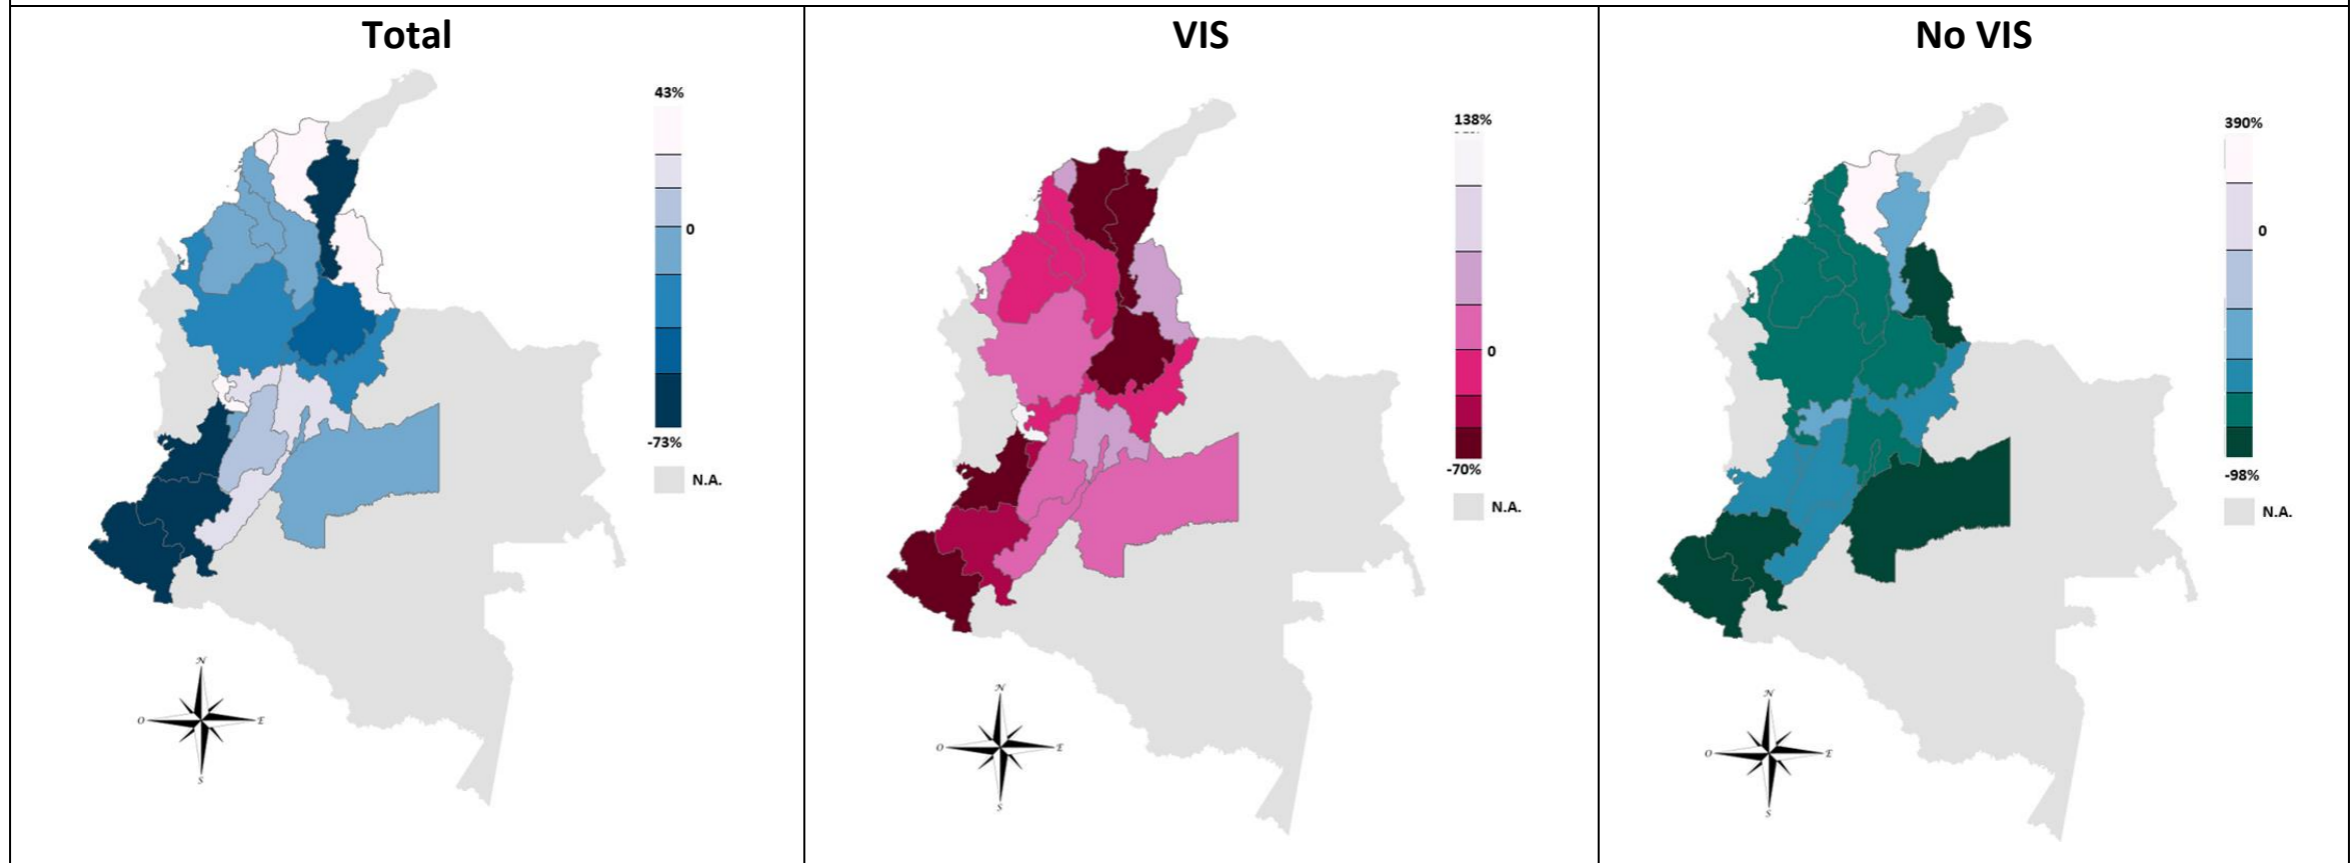 Total
43%
0
-73%
N.A.
N
O
E
S
VIS
138%
0
-70%
N.A.
N
O
E
S
No VIS
390%
0
-98%
N.A.
N
O
E
S